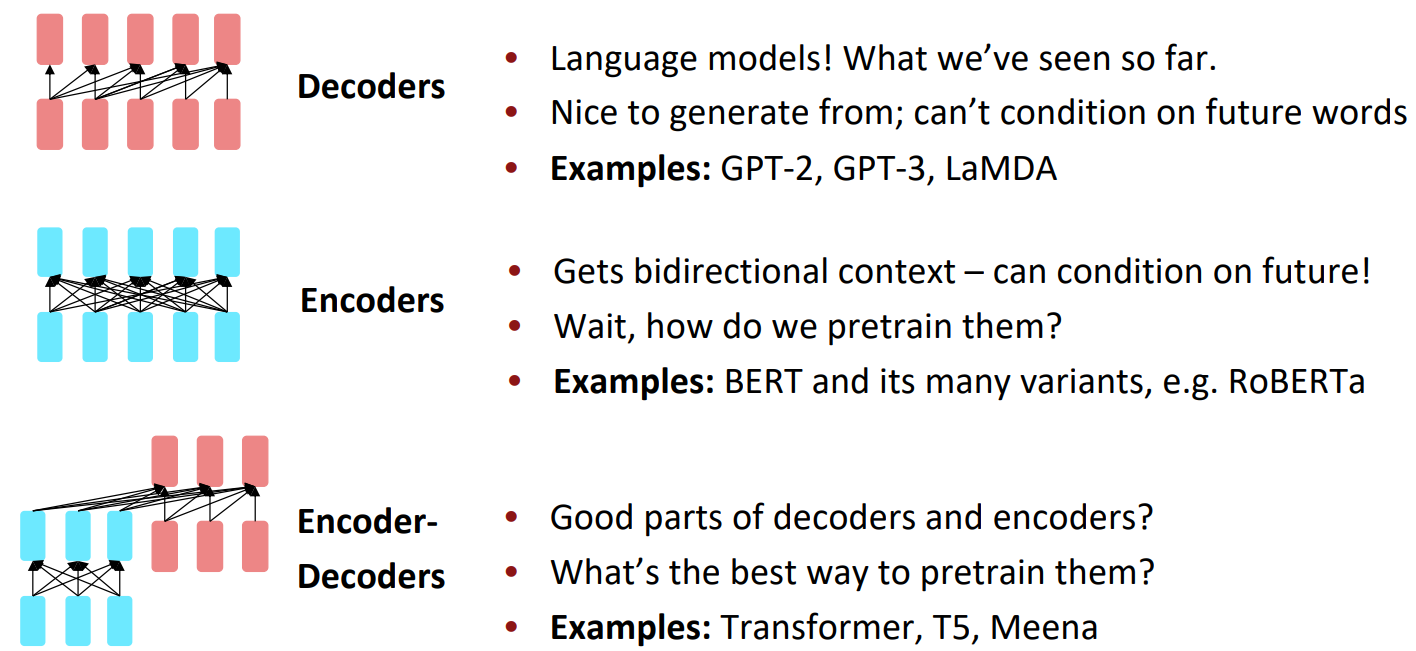 Decoders
• Language models! What we’ve seen so far.
• Nice to generate from; can’t condition on future words
• Examples: GPT-2, GPT-3, LaMDA
Encoders
• Gets bidirectional context – can condition on future!
• Wait, how do we pretrain them?
• Examples: BERT and its many variants, e.g. RoBERTa
Encoder-
Decoders
• Good parts of decoders and encoders?
• What’s the best way to pretrain them?
• Examples: Transformer, T5, Meena